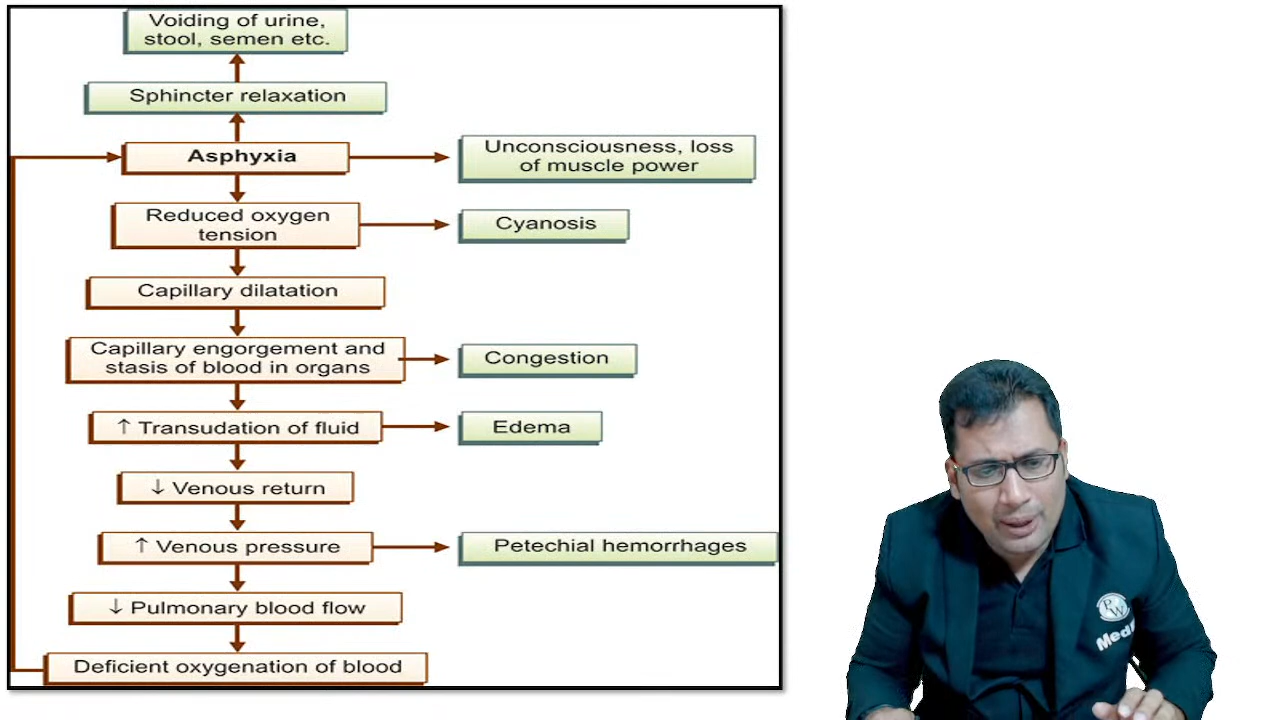 Voiding of urine,
stool, semen etc.
Sphincter relaxation
Asphyxia
Unconsciousness, loss
of muscle power
Reduced oxygen
tension
Cyanosis
Capillary dilatation
Capillary engorgement and
stasis of blood in organs
Congestion
↑ Transudation of fluid
Edema
↓ Venous return
↑ Venous pressure
Petechial hemorrhages
↓ Pulmonary blood flow
Deficient oxygenation of blood
PW